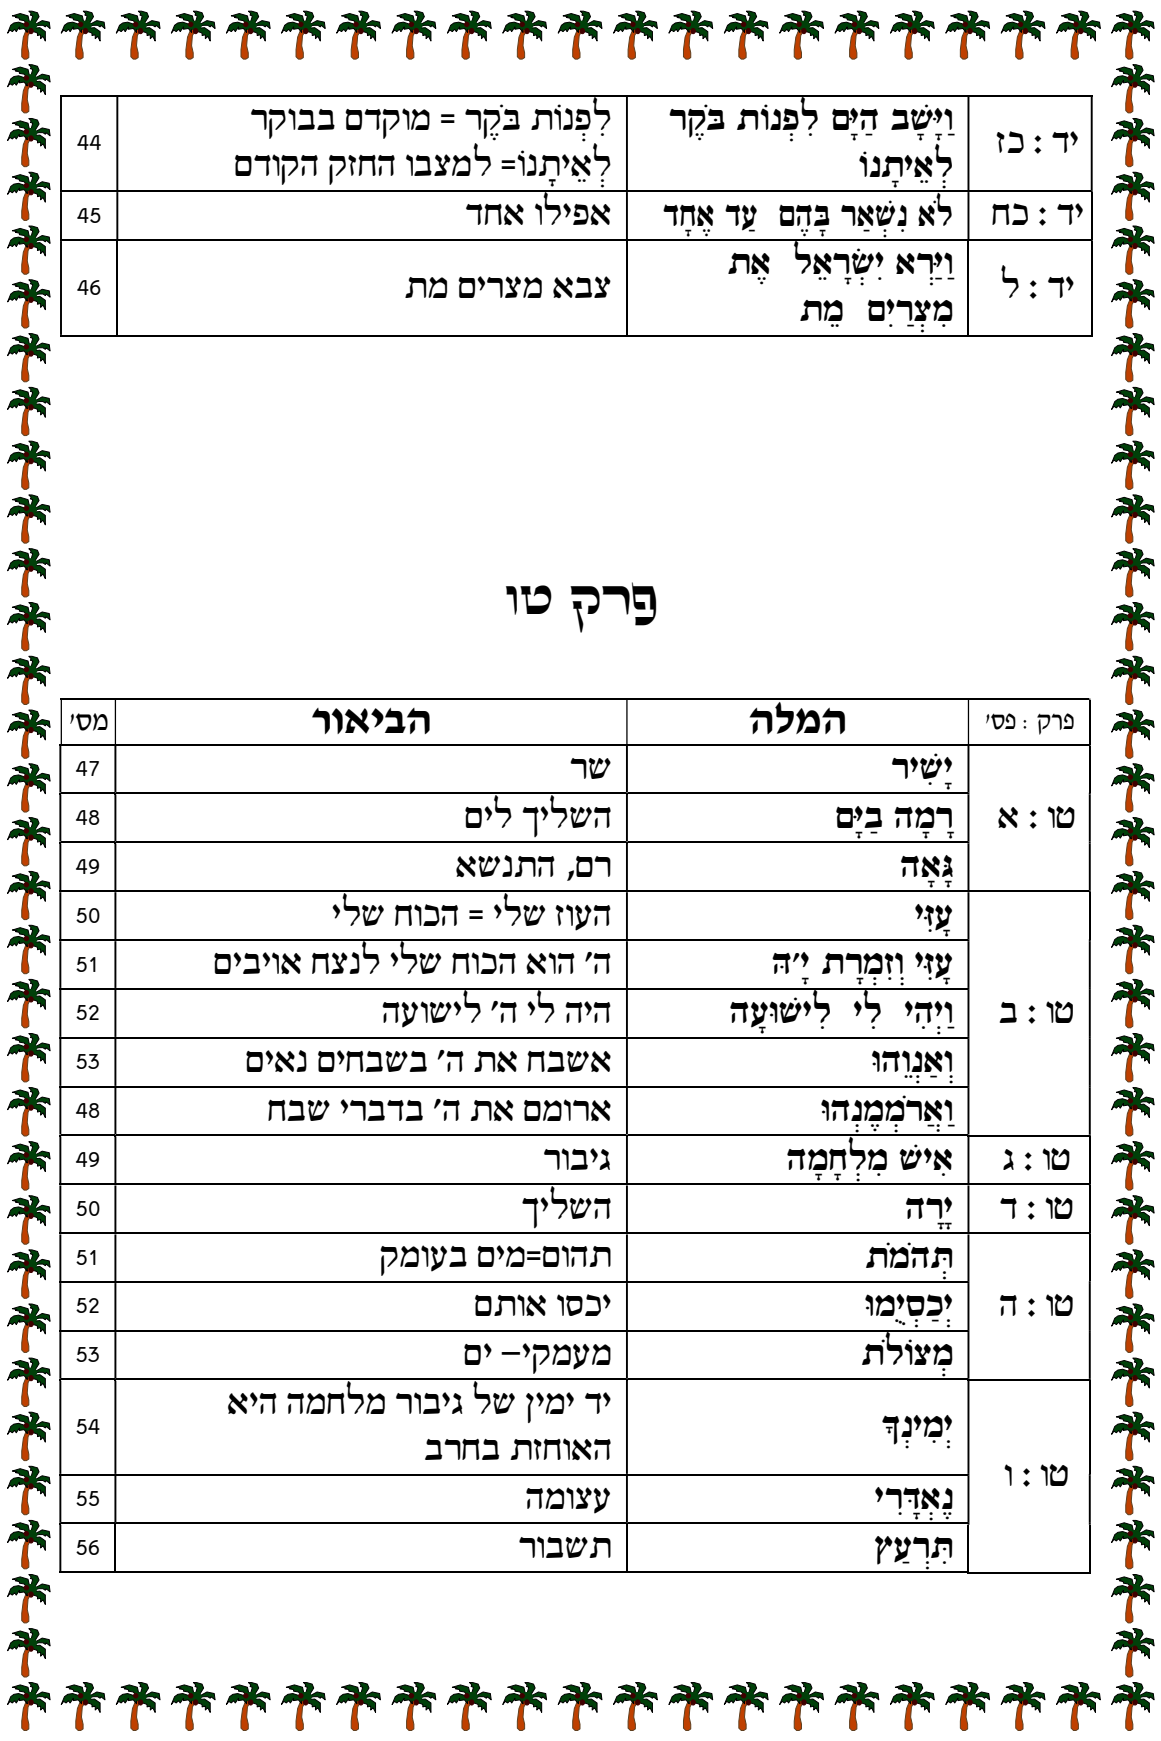 יד : כז וַיָּשָׁב הַיָּם לִפְנוֹת בֹּקֶר לִפְנוֹת בֹּקֶר = מוקדם בבוקר 44
לְאֵיתָנוֹ לְאֵיתָנוֹ= למצבו החזק הקודם
יד : כח לֹא נִשְׁאַר בָּהֶם עַד אֶחָד אפילו אחד 45
יד : ל וַיַּרְא יִשְׂרָאֵל אֶת צבא מצרים מת 46
מִצְרַיִם מֵת
פרק טו
פרק : פס' המלה הביאור מס'
טו : א יָשִׁיר שר 47
רָמָה בַיָּם השליך לים 48
גָּאָה רם, התנשא 49
טו : ב עָזִּי העוז שלי = הכוח שלי 50
עָזִּי וְזִמְרָת יָ'הּ ה' הוא הכוח שלי לנצח אויבים 51
וַיְהִי לִי לִישׁוּעָה היה לי ה' לישועה 52
וְאַנְוֵהוּ אשבח את ה' בשבחים נאים 53
וַאֲרֹמְמֶנְהוּ ארומם את ה' בדברי שבח 48
טו : ג אִישׁ מִלְחָמָה גיבור 49
טו : ד יָרָה השליך 50
טו : ה תְּהֹמֹת תהום=מים בעומק 51
יְכַסְיֻמוּ יכסו אותם 52
מְצוֹלֹת מעמקי– ים 53
טו : ו יְמִינְךָ יד ימין של גיבור מלחמה היא 54
האוחזת בחרב
נֶאְדָּרִי עצומה 55
תִּרְעַץ תשבור 56